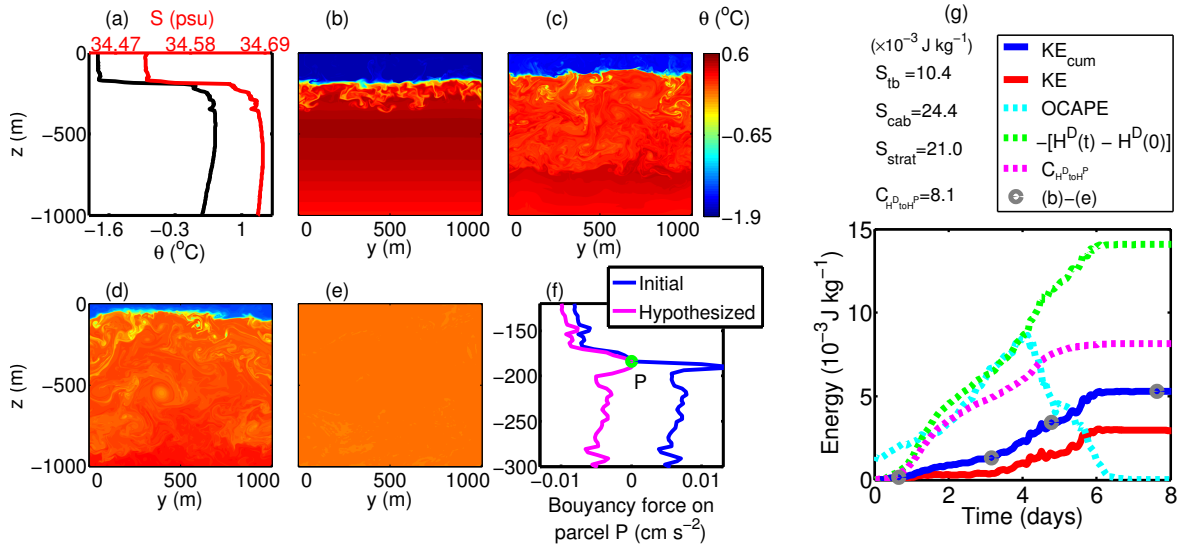 (a)
S (psu)
34.47 34.58 34.69
0
−500
−1000
z (m)
−1.6 −0.3 1
θ (°C)
(b)
0 500 1000
y (m)
(c)
0 500 1000
y (m)
θ (°C)
0.6
−0.65
−1.9
(d)
0
−500
−1000
z (m)
0 500 1000
y (m)
(e)
0 500 1000
y (m)
(f)
Initial
Hypothesized
−150
−200
−250
−300
P
−0.01 0 0.01
Bouyancy force on
parcel P (cm s⁻²)
(g)
(×10⁻³ J kg⁻¹)
S_tb =10.4
S_cab =24.4
S_strat =21.0
C_HᴰtoHᴾ =8.1
KE_cum
KE
OCAPE
−[Hᴰ(t) − Hᴰ(0)]
C_HᴰtoHᴾ
(b)−(e)
15
10
5
0
Energy (10⁻³ J kg⁻¹)
0 2 4 6 8
Time (days)